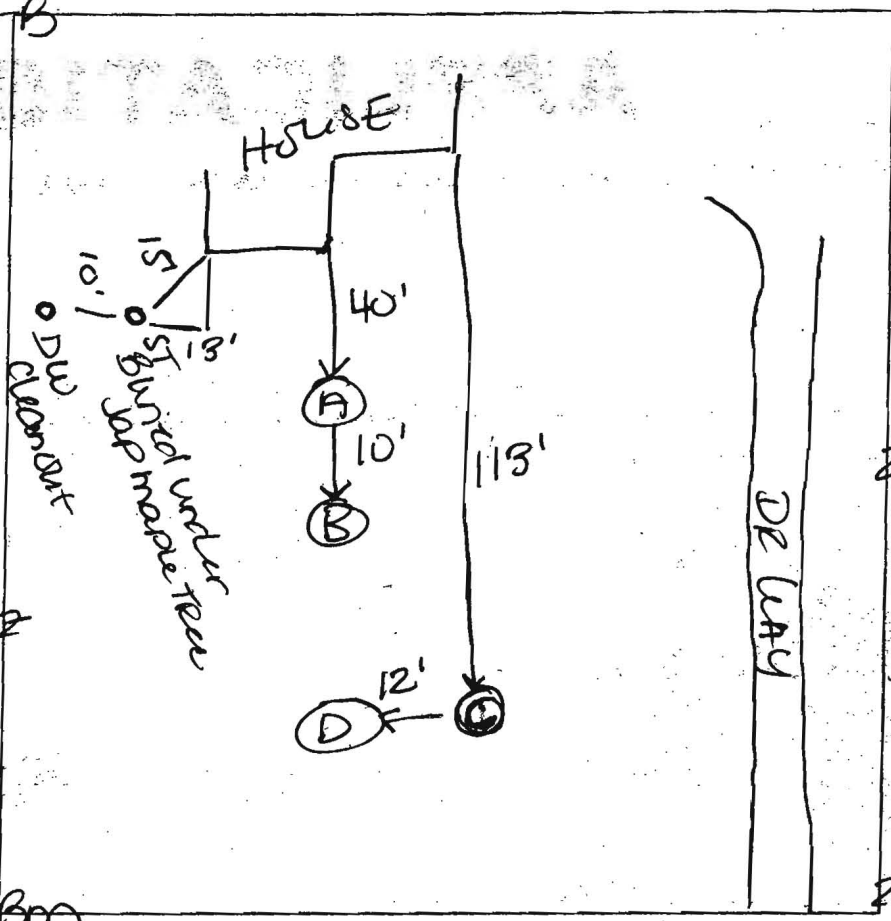 B
HOUSE
15'
10'
40'
13'
ST
DW
cleanout
Buried under
Jap maple Tree
A
10'
113'
B
DR WAY
12'
D
C